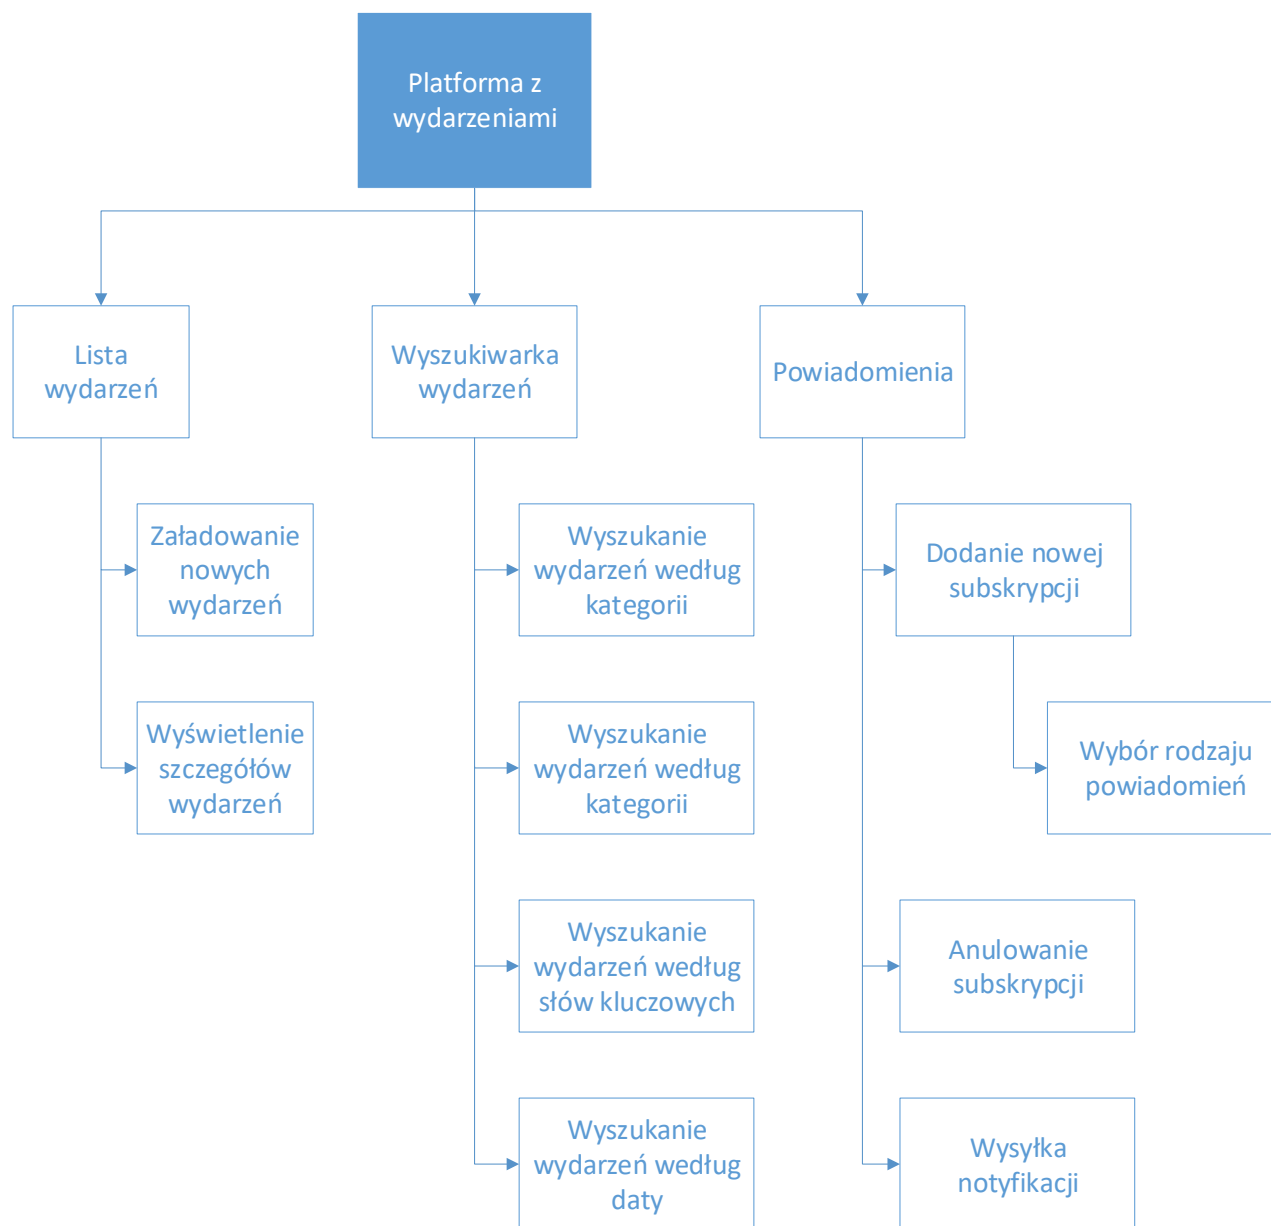 Platforma z
wydarzeniami
Lista
wydarzeń
Wyszukiwarka
wydarzeń
Powiadomienia
Załadowanie
nowych
wydarzeń
Wyszukanie
wydarzeń według
kategorii
Dodanie nowej
subskrypcji
Wyświetlenie
szczegółów
wydarzeń
Wyszukanie
wydarzeń według
kategorii
Wybór rodzaju
powiadomień
Wyszukanie
wydarzeń według
słów kluczowych
Anulowanie
subskrypcji
Wyszukanie
wydarzeń według
daty
Wysyłka
notyfikacji